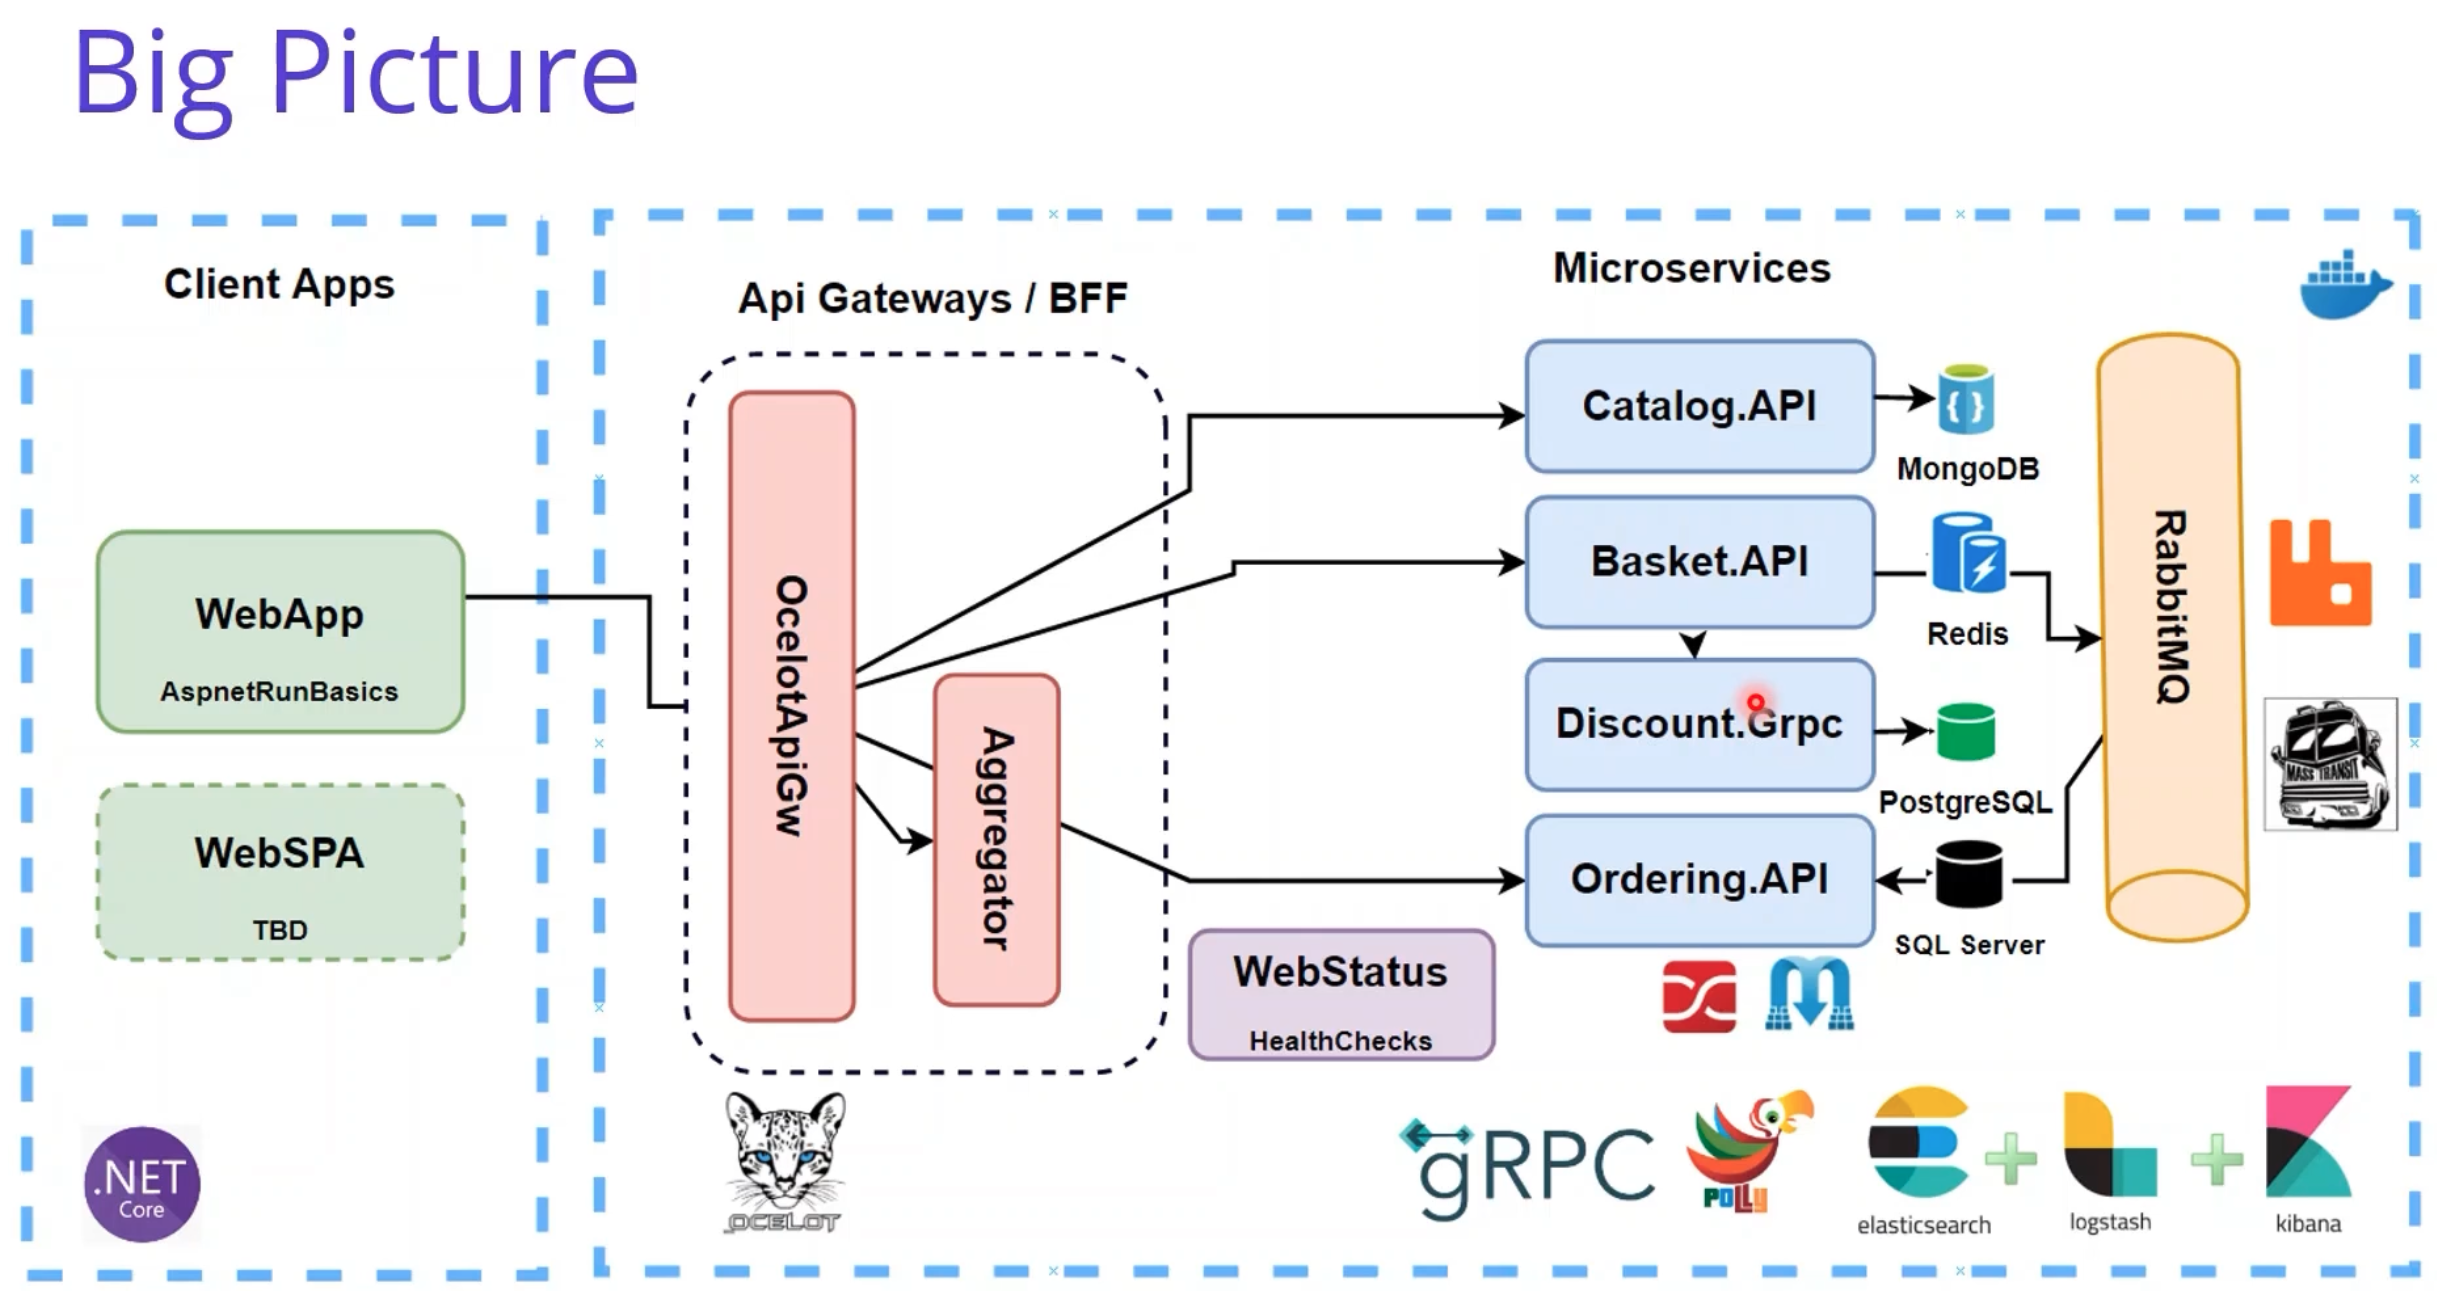 Big Picture
Client Apps
Api Gateways / BFF
Microservices
WebApp
AspnetRunBasics
WebSPA
TBD
OcelotApiGw
Aggregator
Catalog.API
MongoDB
Basket.API
Redis
Discount.Grpc
PostgreSQL
Ordering.API
SQL Server
RabbitMQ
MASS TRANSIT
WebStatus
HealthChecks
.NET
Core
OCELOT
gRPC
POLLY
elasticsearch
logstash
kibana